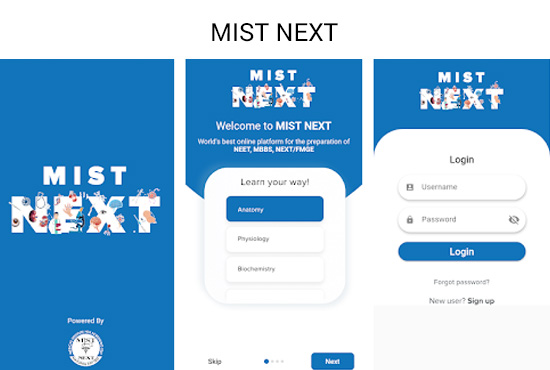 MIST NEXT
MIST
NEXT
Powered By
MIST
NEXT
MIST
NEXT
Welcome to MIST NEXT
World's best online platform for the preparation of
NEET, MBBS, NEXT/FMGE
Learn your way!
Anatomy
Physiology
Biochemistry
Skip
Next
MIST
NEXT
Login
Username
Password
Login
Forgot password?
New user? Sign up